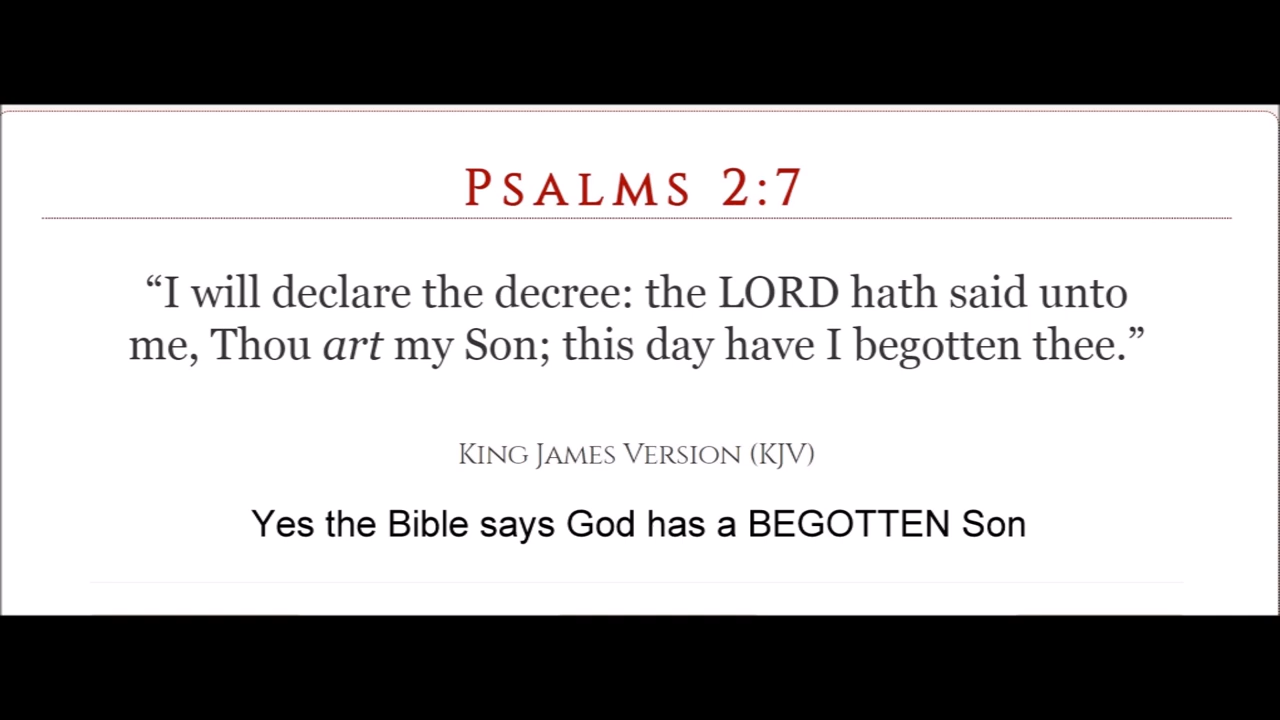 Psalms 2:7
“I will declare the decree: the LORD hath said unto
me, Thou art my Son; this day have I begotten thee.”
King James Version (KJV)
Yes the Bible says God has a BEGOTTEN Son